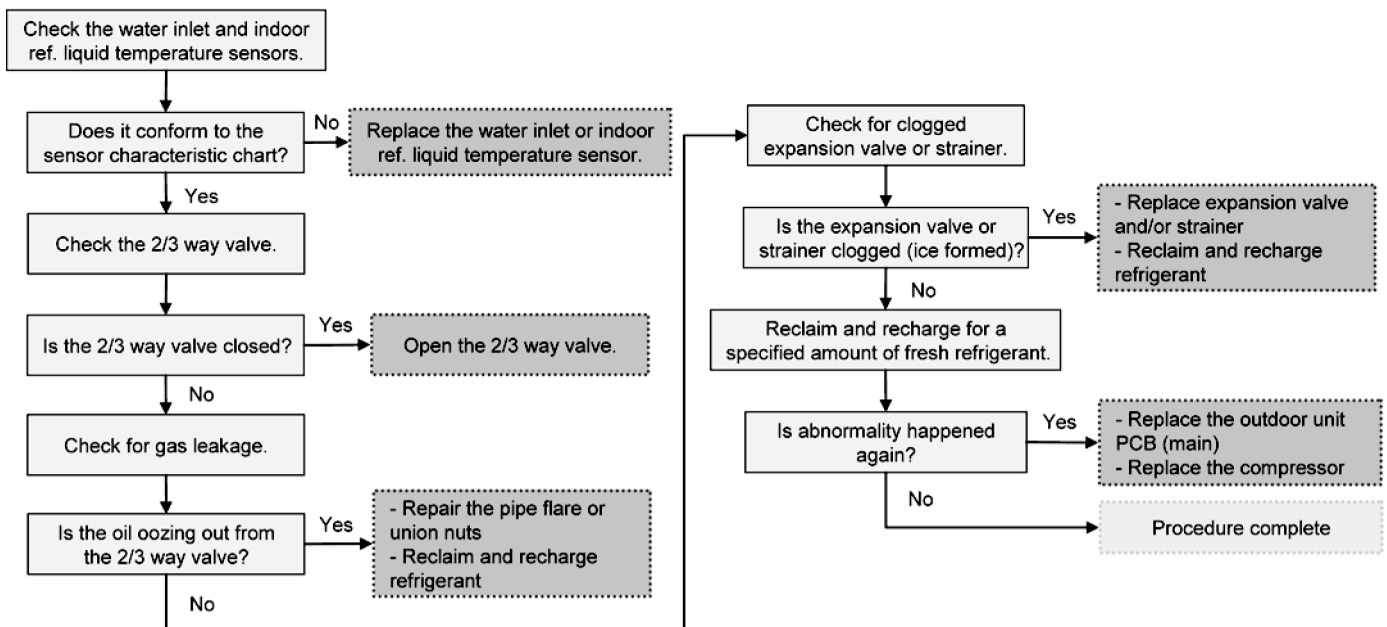 Check the water inlet and indoor
ref. liquid temperature sensors.
Does it conform to the
sensor characteristic chart?
No
Replace the water inlet or indoor
ref. liquid temperature sensor.
Yes
Check the 2/3 way valve.
Is the 2/3 way valve closed?
Yes
Open the 2/3 way valve.
No
Check for gas leakage.
Is the oil oozing out from
the 2/3 way valve?
Yes
- Repair the pipe flare or
union nuts
- Reclaim and recharge
refrigerant
No
Check for clogged
expansion valve or strainer.
Is the expansion valve or
strainer clogged (ice formed)?
Yes
- Replace expansion valve
and/or strainer
- Reclaim and recharge
refrigerant
No
Reclaim and recharge for a
specified amount of fresh refrigerant.
Is abnormality happened
again?
Yes
- Replace the outdoor unit
PCB (main)
- Replace the compressor
No
Procedure complete